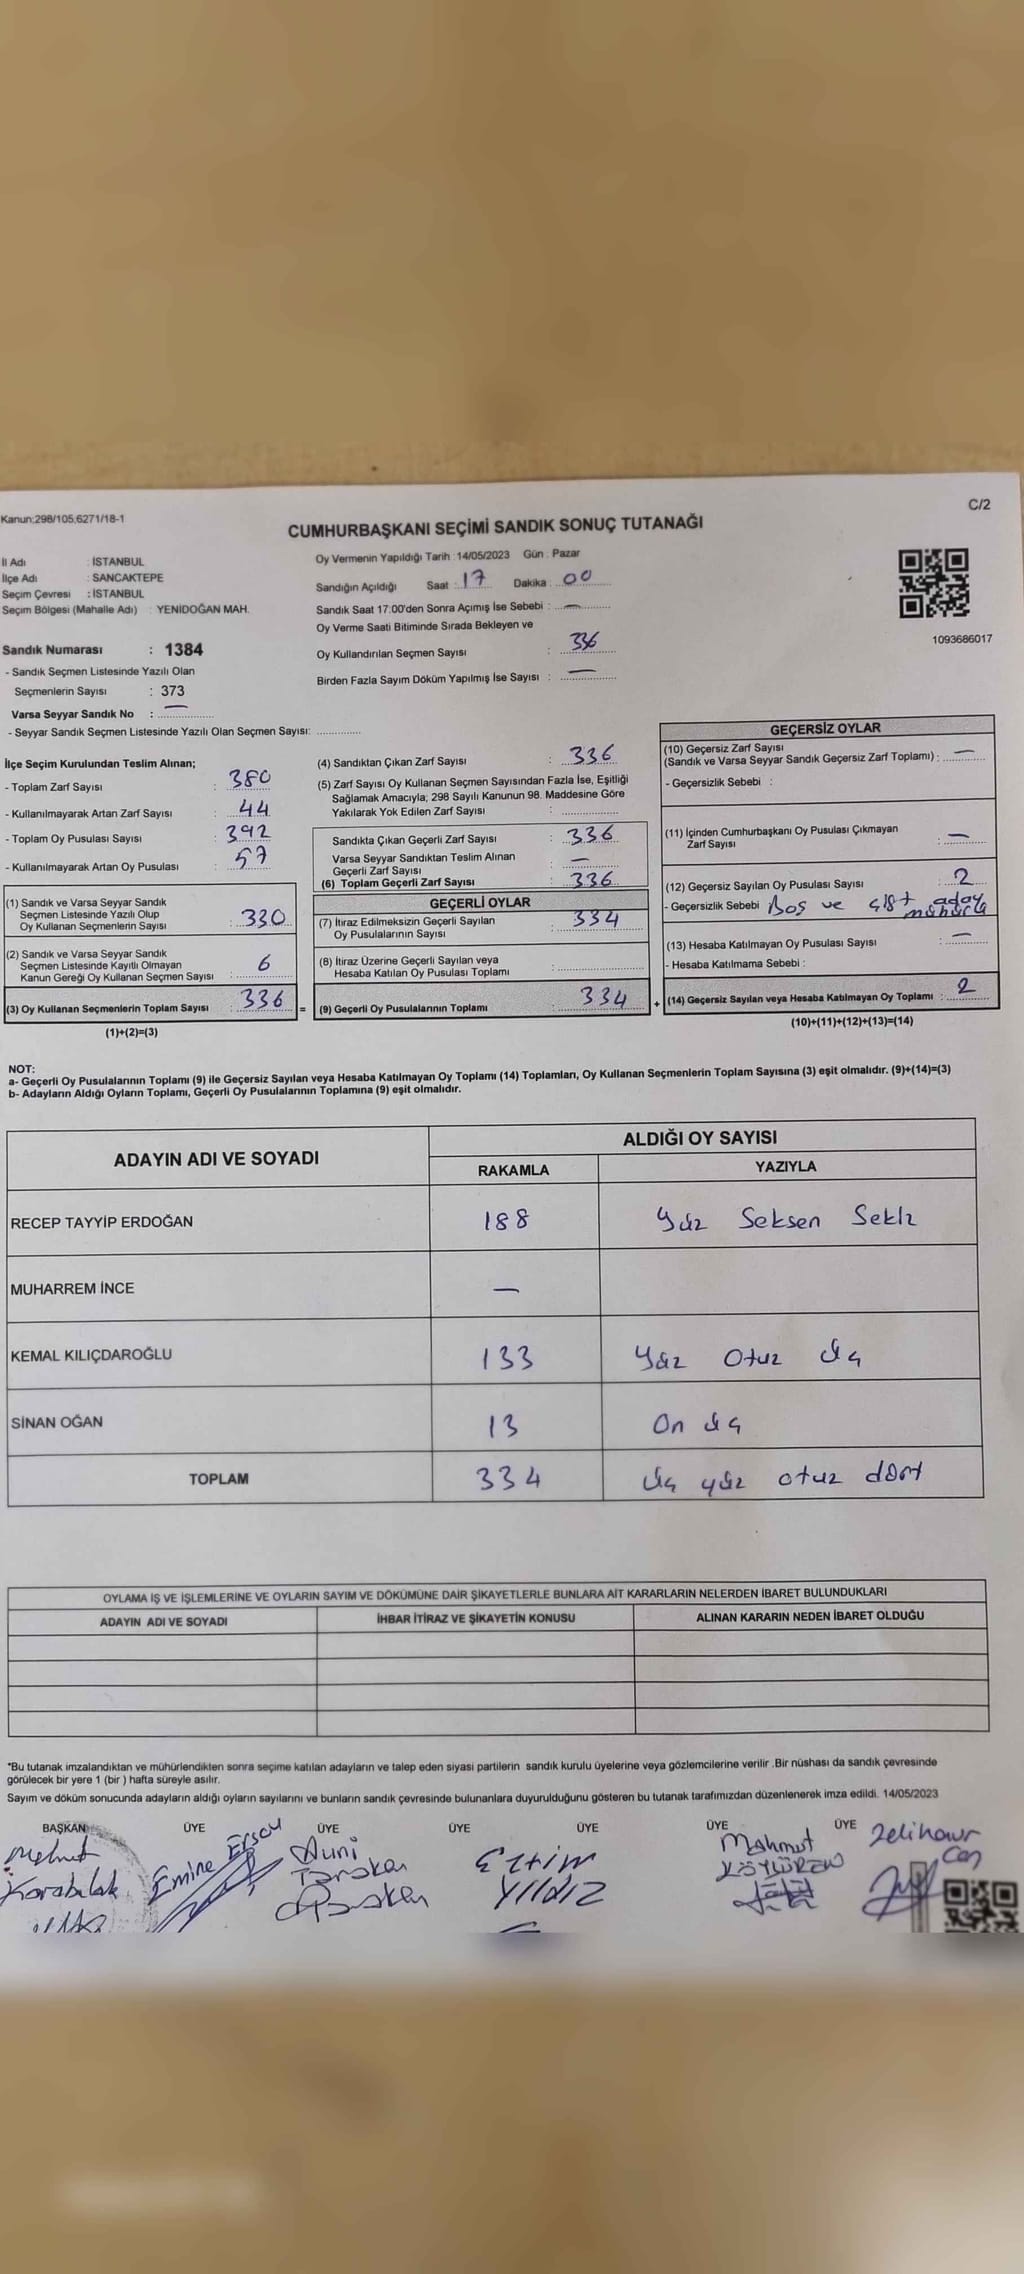 Kanun;298/105,6271/18-1
C/2
CUMHURBAŞKANI SEÇİMİ SANDIK SONUÇ TUTANAĞI
İl Adı : İSTANBUL
İlçe Adı : SANCAKTEPE
Seçim Çevresi : İSTANBUL
Seçim Bölgesi (Mahalle Adı) : YENİDOĞAN MAH.
Oy Vermenin Yapıldığı Tarih : 14/05/2023 Gün : Pazar
Sandığın Açıldığı Saat : 17 Dakika : 00
Sandık Saat 17:00'den Sonra Açımış İse Sebebi : —
Oy Verme Saati Bitiminde Sırada Bekleyen ve
Oy Kullandırılan Seçmen Sayısı : 336
Birden Fazla Sayım Döküm Yapılmış İse Sayısı : —
1093686017
Sandık Numarası : 1384
- Sandık Seçmen Listesinde Yazılı Olan
Seçmenlerin Sayısı : 373
Varsa Seyyar Sandık No : —
- Seyyar Sandık Seçmen Listesinde Yazılı Olan Seçmen Sayısı:
İlçe Seçim Kurulundan Teslim Alınan;
- Toplam Zarf Sayısı : 380
- Kullanılmayarak Artan Zarf Sayısı : 44
- Toplam Oy Pusulası Sayısı : 392
- Kullanılmayarak Artan Oy Pusulası : 57
(1) Sandık ve Varsa Seyyar Sandık
Seçmen Listesinde Yazılı Olup
Oy Kullanan Seçmenlerin Sayısı : 330
(2) Sandık ve Varsa Seyyar Sandık
Seçmen Listesinde Kayıtlı Olmayan
Kanun Gereği Oy Kullanan Seçmen Sayısı : 6
(3) Oy Kullanan Seçmenlerin Toplam Sayısı : 336 =
(1)+(2)=(3)
(4) Sandıktan Çıkan Zarf Sayısı : 336
(5) Zarf Sayısı Oy Kullanan Seçmen Sayısından Fazla İse, Eşitliği
Sağlamak Amacıyla; 298 Sayılı Kanunun 98. Maddesine Göre
Yakılarak Yok Edilen Zarf Sayısı :
Sandıkta Çıkan Geçerli Zarf Sayısı : 336
Varsa Seyyar Sandıktan Teslim Alınan
Geçerli Zarf Sayısı : —
(6) Toplam Geçerli Zarf Sayısı : 336
GEÇERLİ OYLAR
(7) İtiraz Edilmeksizin Geçerli Sayılan
Oy Pusulalarının Sayısı : 334
(8) İtiraz Üzerine Geçerli Sayılan veya
Hesaba Katılan Oy Pusulası Toplamı :
(9) Geçerli Oy Pusulalarının Toplamı : 334 +
GEÇERSİZ OYLAR
(10) Geçersiz Zarf Sayısı
(Sandık ve Varsa Seyyar Sandık Geçersiz Zarf Toplamı) : —
- Geçersizlik Sebebi :
(11) İçinden Cumhurbaşkanı Oy Pusulası Çıkmayan
Zarf Sayısı : —
(12) Geçersiz Sayılan Oy Pusulası Sayısı : 2
- Geçersizlik Sebebi Boş ve çift aday
mühürlü
(13) Hesaba Katılmayan Oy Pusulası Sayısı : —
- Hesaba Katılmama Sebebi :
(14) Geçersiz Sayılan veya Hesaba Katılmayan Oy Toplamı : 2
(10)+(11)+(12)+(13)=(14)
NOT:
a- Geçerli Oy Pusulalarının Toplamı (9) ile Geçersiz Sayılan veya Hesaba Katılmayan Oy Toplamı (14) Toplamları, Oy Kullanan Seçmenlerin Toplam Sayısına (3) eşit olmalıdır. (9)+(14)=(3)
b- Adayların Aldığı Oyların Toplamı, Geçerli Oy Pusulalarının Toplamına (9) eşit olmalıdır.
ADAYIN ADI VE SOYADI ALDIĞI OY SAYISI
RAKAMLA YAZIYLA
RECEP TAYYİP ERDOĞAN 188 Yüz Seksen Sekiz
MUHARREM İNCE —
KEMAL KILIÇDAROĞLU 133 Yüz Otuz Üç
SİNAN OĞAN 13 On üç
TOPLAM 334 Üç yüz otuz dört
OYLAMA İŞ VE İŞLEMLERİNE VE OYLARIN SAYIM VE DÖKÜMÜNE DAİR ŞİKAYETLERLE BUNLARA AİT KARARLARIN NELERDEN İBARET BULUNDUKLARI
ADAYIN ADI VE SOYADI İHBAR İTİRAZ VE ŞİKAYETİN KONUSU ALINAN KARARIN NEDEN İBARET OLDUĞU
*Bu tutanak imzalandıktan ve mühürlendikten sonra seçime katılan adayların ve talep eden siyasi partilerin sandık kurulu üyelerine veya gözlemcilerine verilir .Bir nüshası da sandık çevresinde
görülecek bir yere 1 (bir ) hafta süreyle asılır.
Sayım ve döküm sonucunda adayların aldığı oyların sayılarını ve bunların sandık çevresinde bulunanlara duyurulduğunu gösteren bu tutanak tarafımızdan düzenlenerek imza edildi. 14/05/2023
BAŞKAN ÜYE ÜYE ÜYE ÜYE ÜYE ÜYE
Mehmet
Karabulak
Emine Ersoy
Avni
YILDIZ
Mahmut
Can